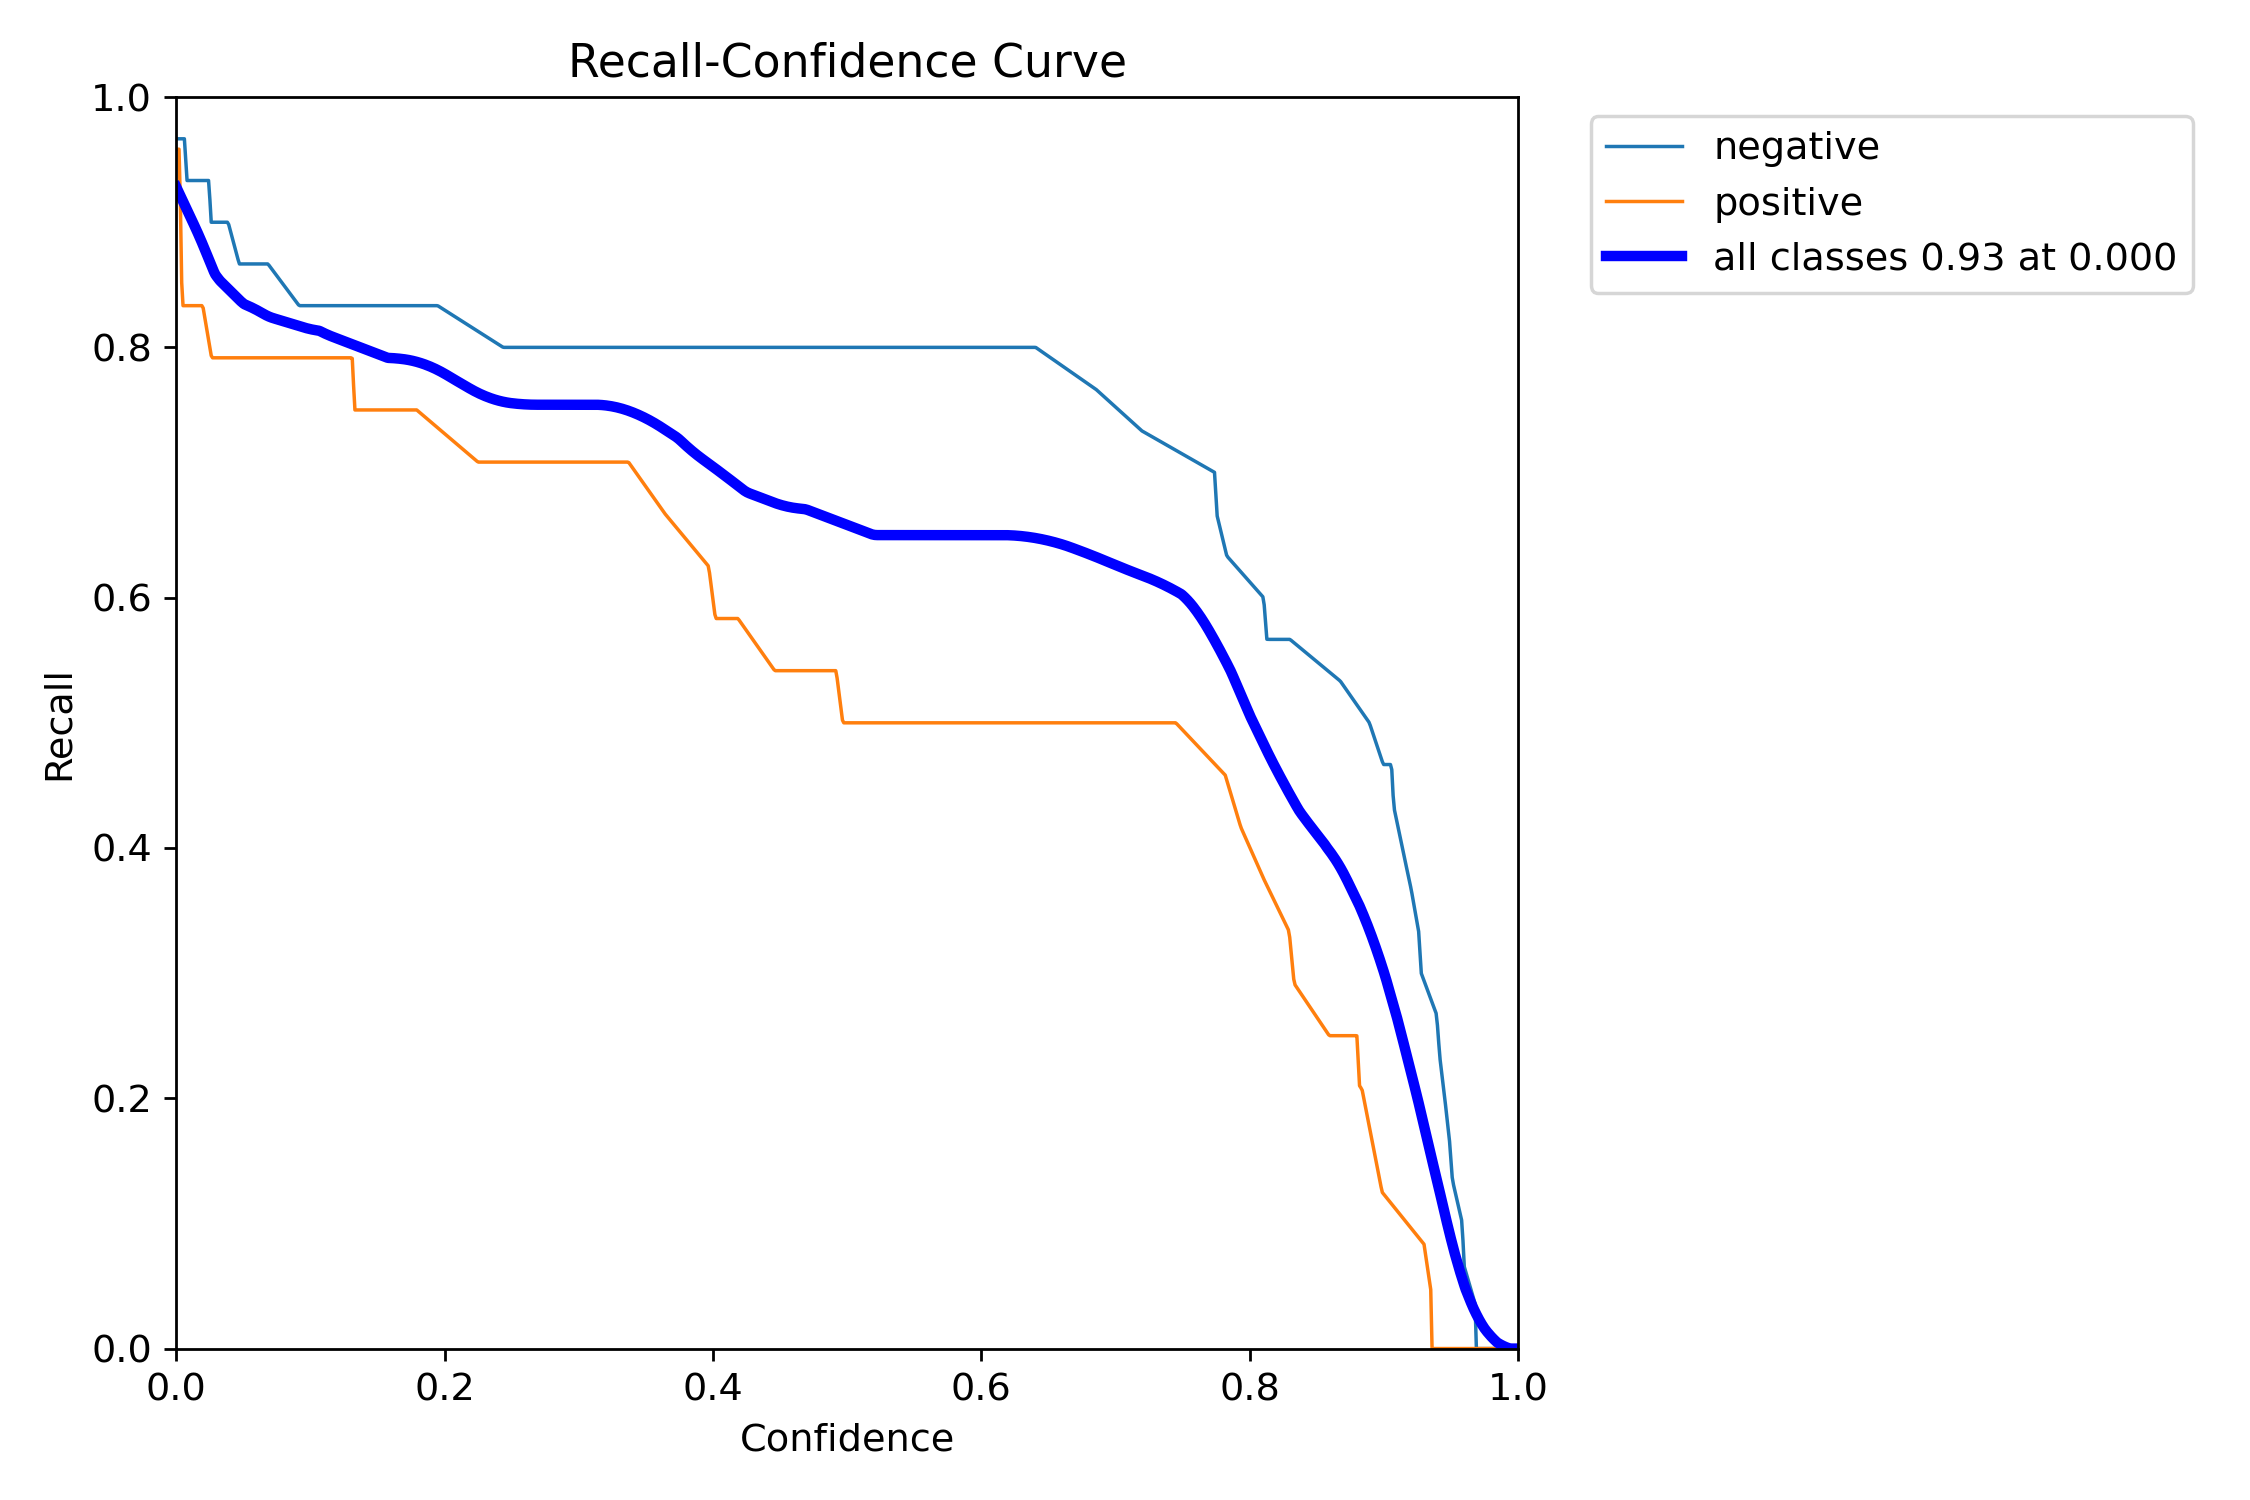 Recall-Confidence Curve
1.0
0.8
0.6
0.4
0.2
0.0
Recall
0.0 0.2 0.4 0.6 0.8 1.0
Confidence
negative
positive
all classes 0.93 at 0.000